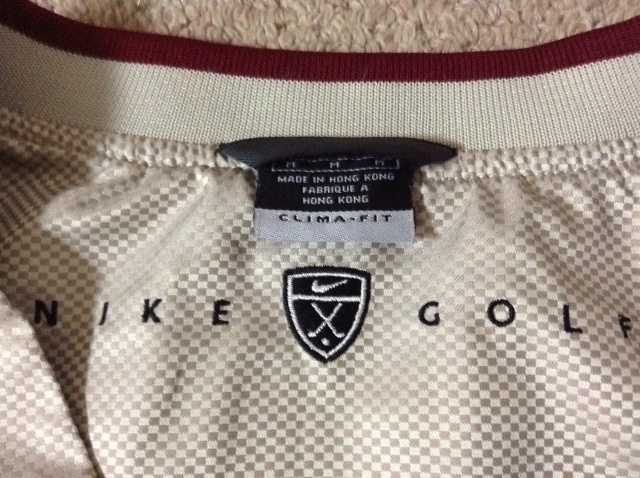 M M M
MADE IN HONG KONG
FABRIQUE A
HONG KONG
CLIMA-FIT
NIKE GOLF